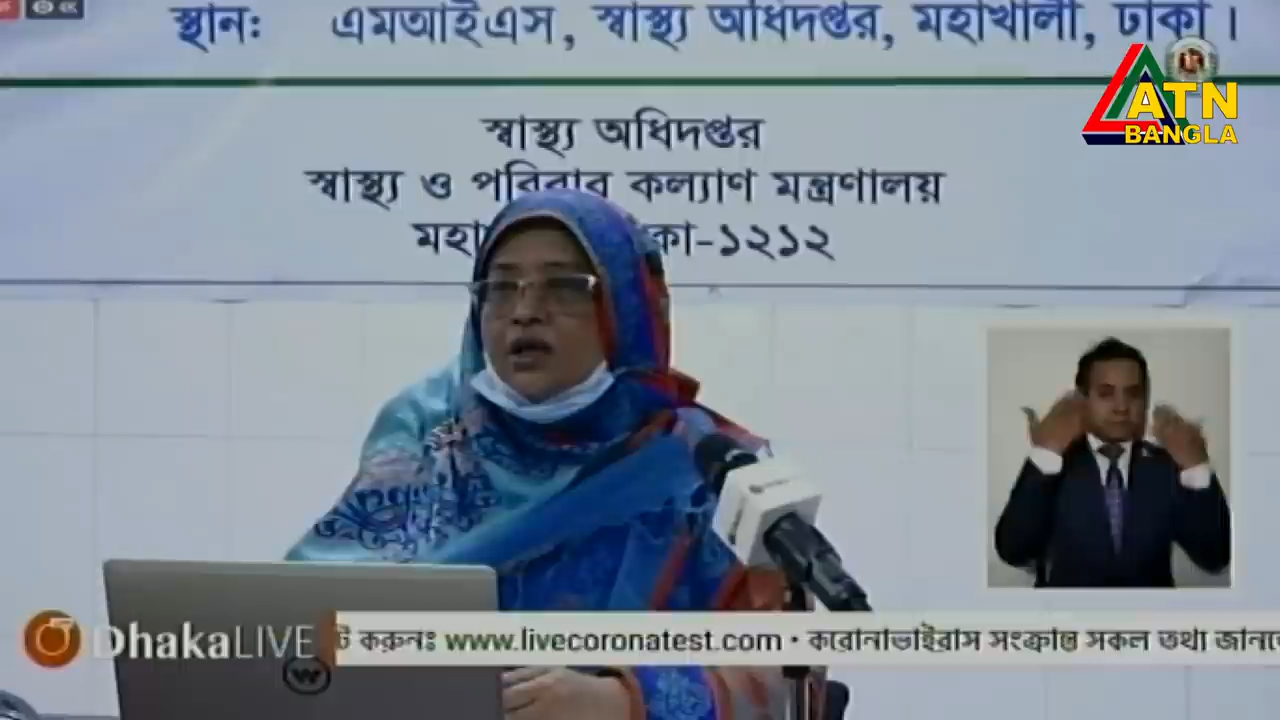 স্থান: এমআইএস, স্বাস্থ্য অধিদপ্তর, মহাখালী, ঢাকা।
ATN
BANGLA
স্বাস্থ্য অধিদপ্তর
স্বাস্থ্য ও পরিবার কল্যাণ মন্ত্রণালয়
মহা কা-১২১২
DhakaLIVE
ট করুনঃ www.livecoronatest.com • করোনাভাইরাস সংক্রান্ত সকল তথ্য জানতে